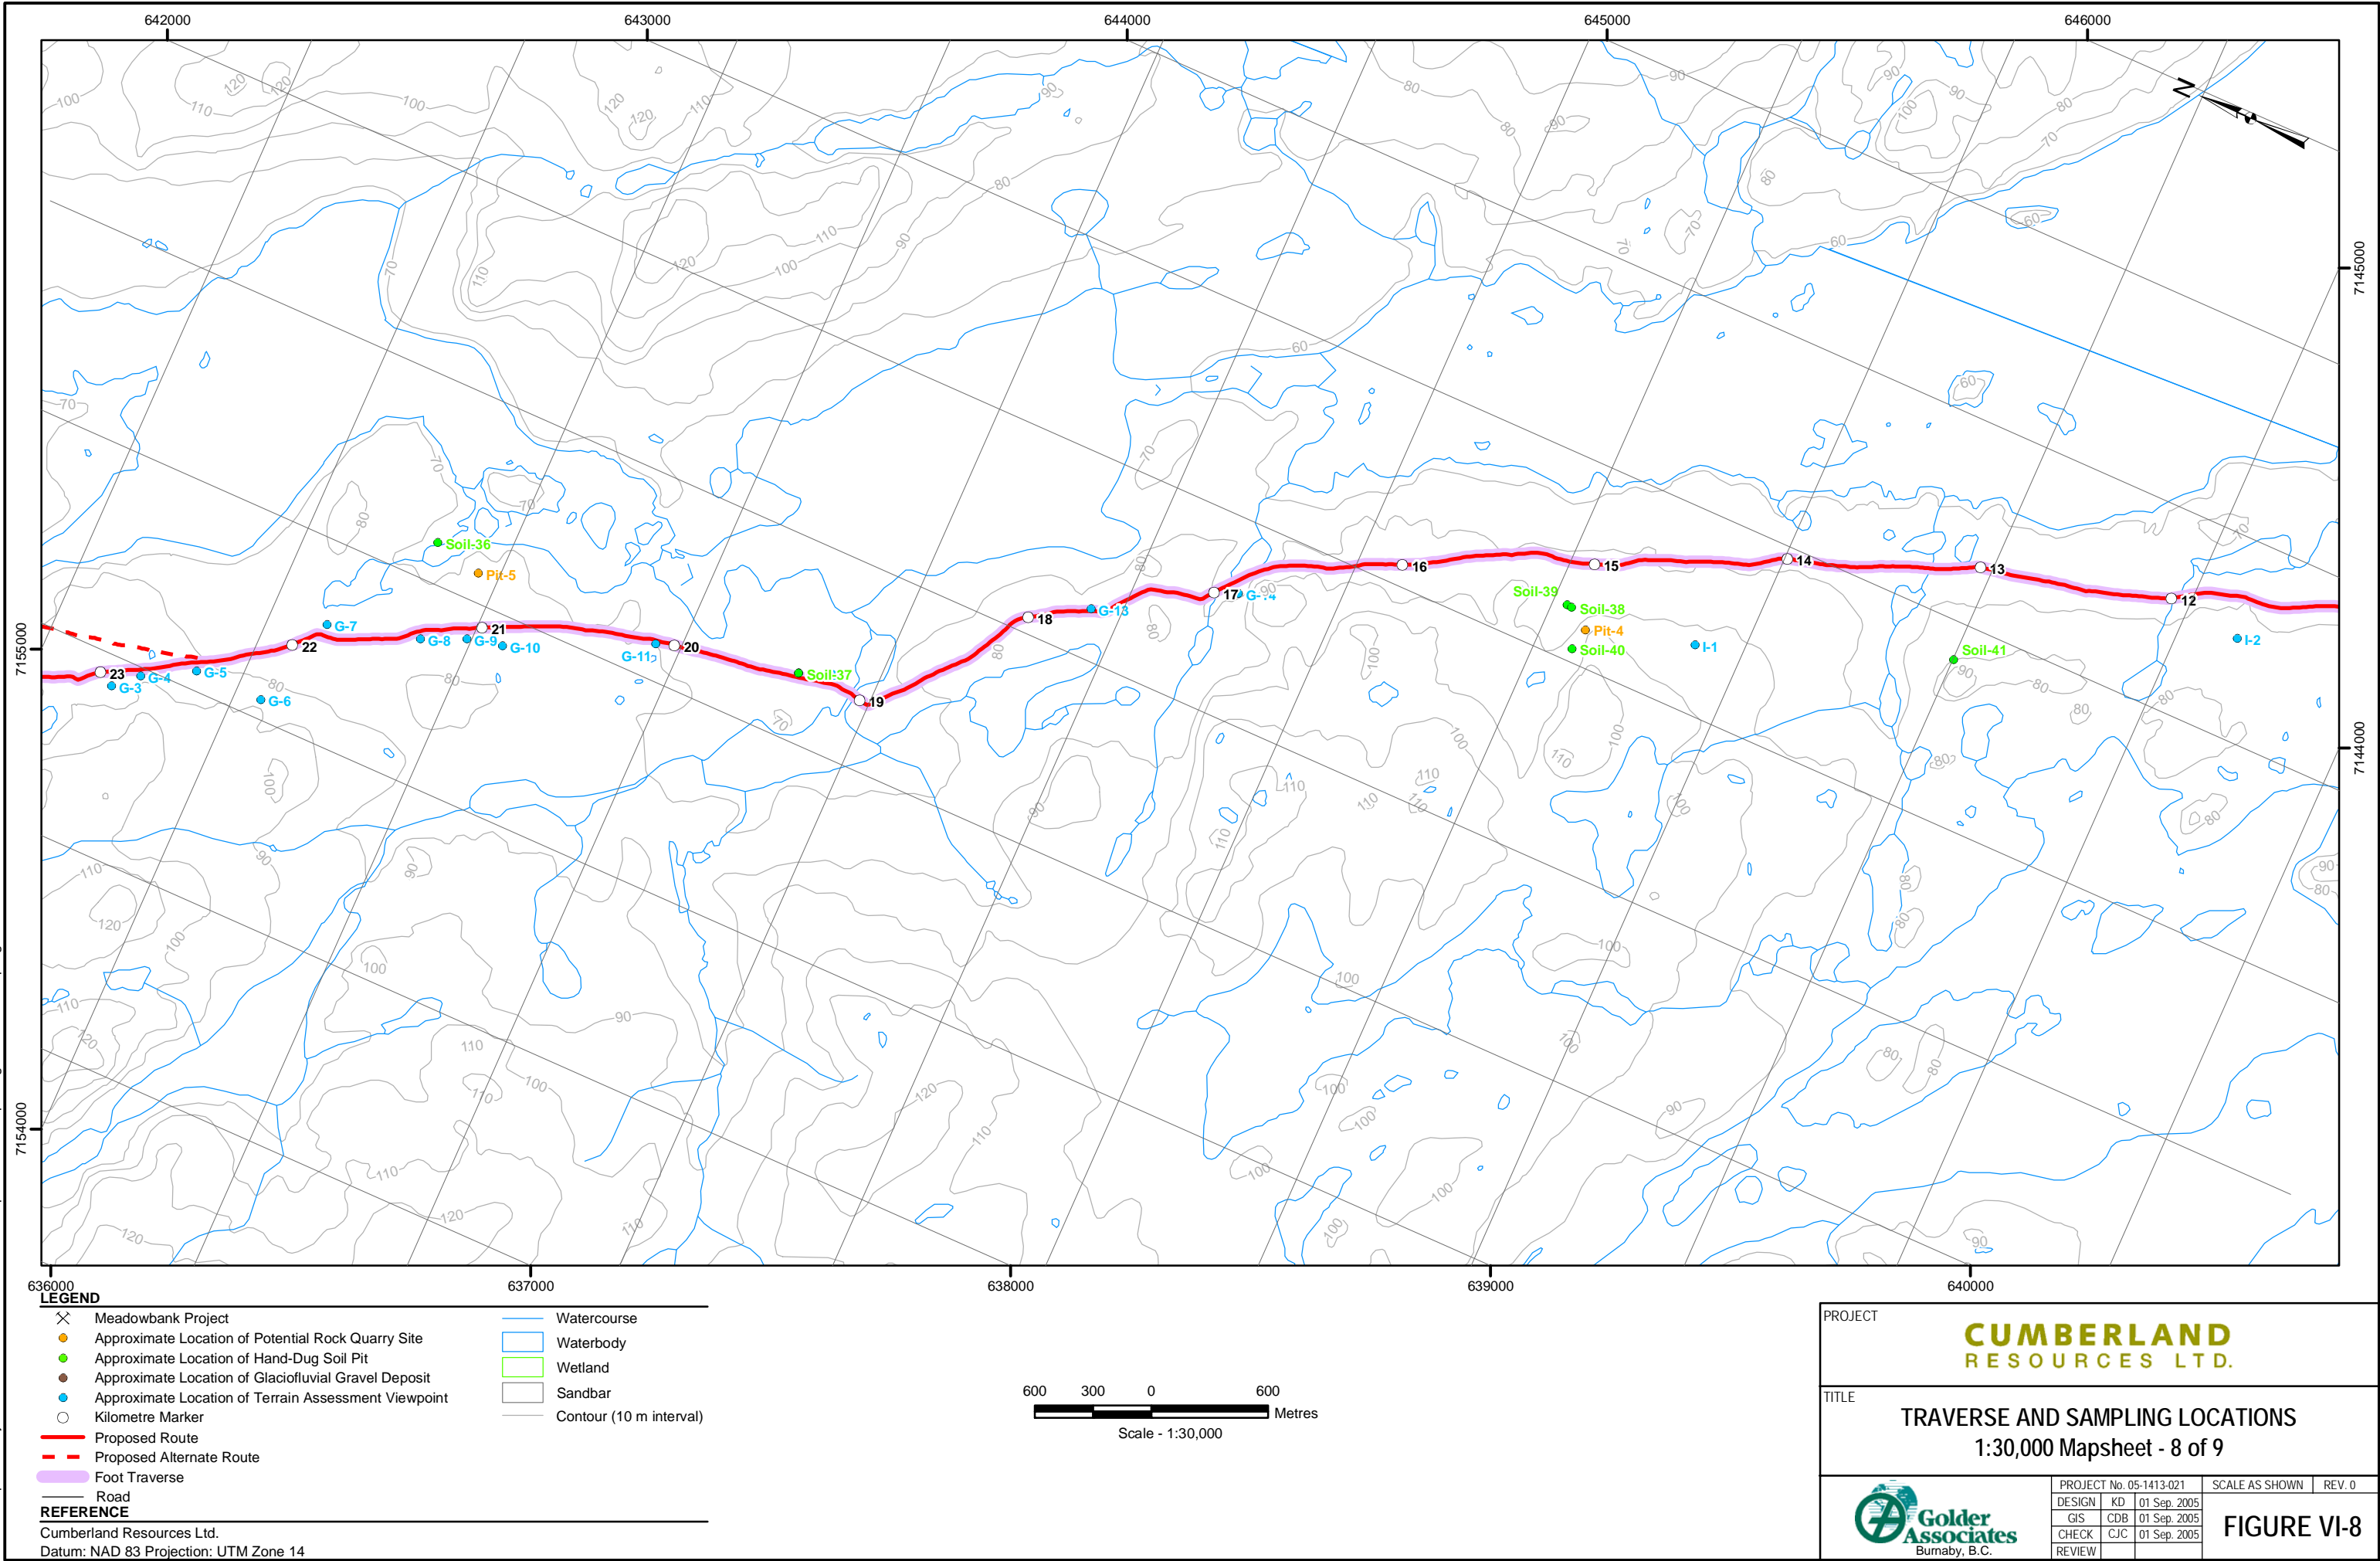 642000 643000 644000 645000 646000
N
7145000
7144000
7155000
7154000
Soil-36
Pit-5
G-7
G-8
G-9
G-10
G-11
G-3
G-4
G-5
G-6
23
22
21
20
Soil-37
19
18
G-13
17
G-14
16
15
14
13
12
Soil-39
Soil-38
Pit-4
Soil-40
I-1
Soil-41
I-2
636000 637000 638000 639000 640000
LEGEND
Meadowbank Project
Approximate Location of Potential Rock Quarry Site
Approximate Location of Hand-Dug Soil Pit
Approximate Location of Glaciofluvial Gravel Deposit
Approximate Location of Terrain Assessment Viewpoint
Kilometre Marker
Proposed Route
Proposed Alternate Route
Foot Traverse
Road
Watercourse
Waterbody
Wetland
Sandbar
Contour (10 m interval)
REFERENCE
Cumberland Resources Ltd.
Datum: NAD 83 Projection: UTM Zone 14
600 300 0 600
Metres
Scale - 1:30,000
PROJECT
CUMBERLAND
RESOURCES LTD.
TITLE
TRAVERSE AND SAMPLING LOCATIONS
1:30,000 Mapsheet - 8 of 9
Golder
Associates
Burnaby, B.C.
PROJECT No. 05-1413-021 SCALE AS SHOWN REV. 0
DESIGN KD 01 Sep. 2005
GIS CDB 01 Sep. 2005
CHECK CJC 01 Sep. 2005
REVIEW
FIGURE VI-8